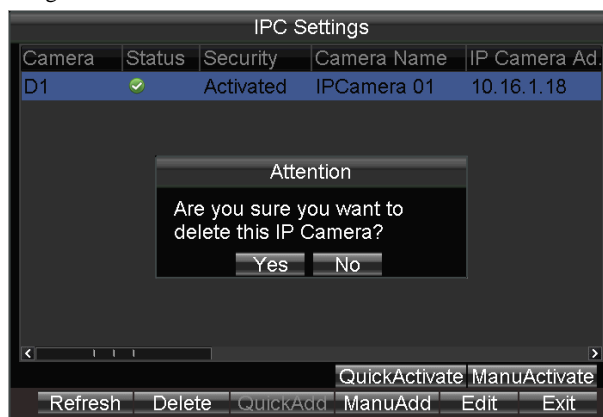 IPC Settings
Camera Status Security Camera Name IP Camera Ad.
D1 Activated IPCamera 01 10.16.1.18
Attention
Are you sure you want to
delete this IP Camera?
Yes No
QuickActivate ManuActivate
Refresh Delete QuickAdd ManuAdd Edit Exit